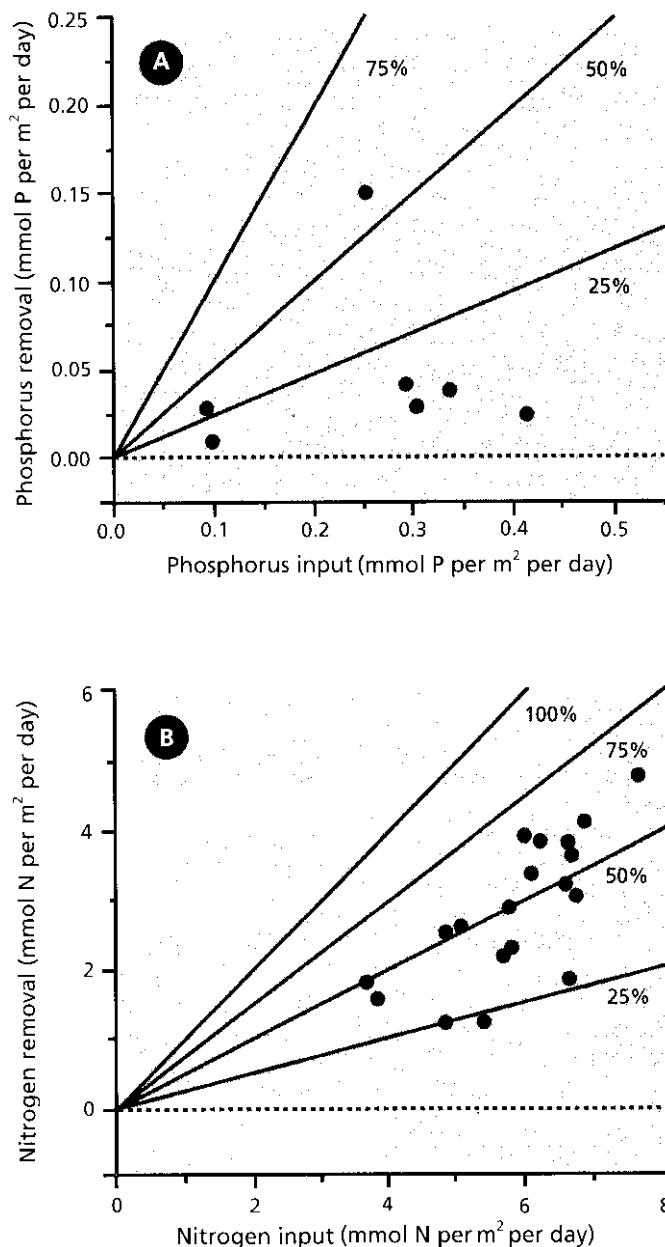 A
0.25
0.20
0.15
0.10
0.05
0.00
75%
50%
25%
Phosphorus removal (mmol P per m² per day)
0.0 0.1 0.2 0.3 0.4 0.5
Phosphorus input (mmol P per m² per day)
B
6
4
2
0
100%
75%
50%
25%
Nitrogen removal (mmol N per m² per day)
0 2 4 6 8
Nitrogen input (mmol N per m² per day)